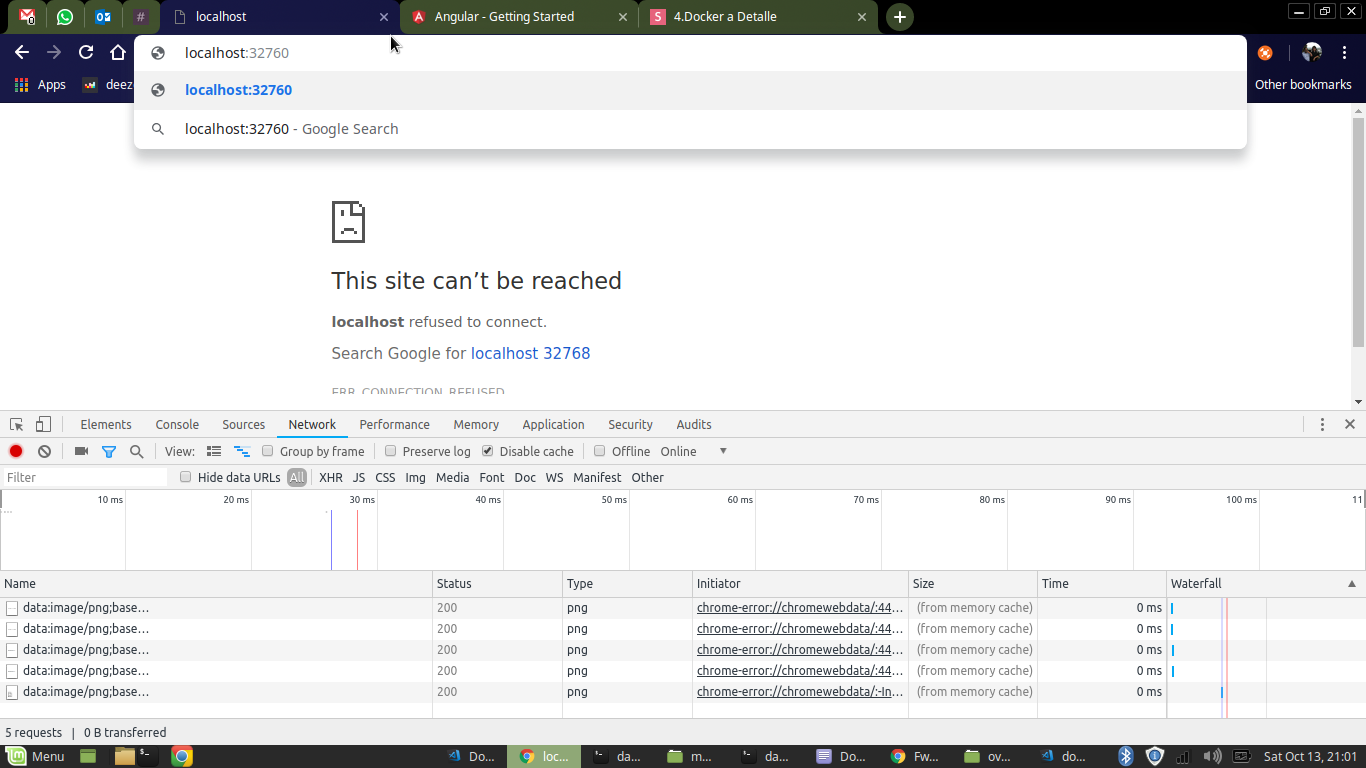 localhost
Angular - Getting Started
4.Docker a Detalle
localhost:32760
localhost:32760
localhost:32760 - Google Search
Apps
deez
Other bookmarks
This site can’t be reached
localhost refused to connect.
Search Google for localhost 32768
ERR_CONNECTION_REFUSED
Elements Console Sources Network Performance Memory Application Security Audits
View: Group by frame Preserve log Disable cache Offline Online
Filter Hide data URLs All XHR JS CSS Img Media Font Doc WS Manifest Other
10 ms 20 ms 30 ms 40 ms 50 ms 60 ms 70 ms 80 ms 90 ms 100 ms 11
Name Status Type Initiator Size Time Waterfall
data:image/png;base… 200 png chrome-error://chromewebdata/:44… (from memory cache) 0 ms
data:image/png;base… 200 png chrome-error://chromewebdata/:44… (from memory cache) 0 ms
data:image/png;base… 200 png chrome-error://chromewebdata/:44… (from memory cache) 0 ms
data:image/png;base… 200 png chrome-error://chromewebdata/:44… (from memory cache) 0 ms
data:image/png;base… 200 png chrome-error://chromewebdata/:-In… (from memory cache) 0 ms
5 requests | 0 B transferred
Menu Do... loc... da... m... da... Do... Fw... ov... do... Sat Oct 13, 21:01